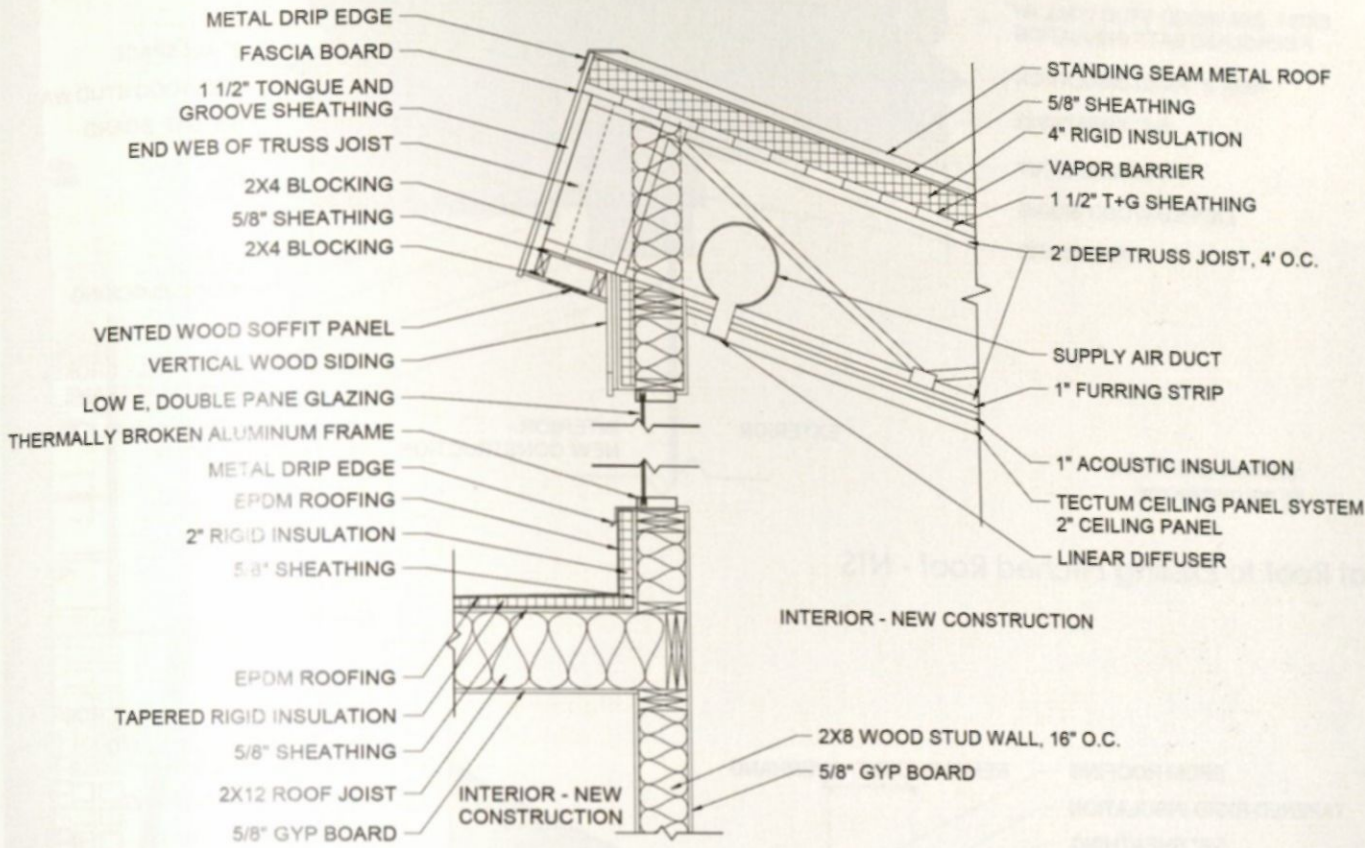 METAL DRIP EDGE
FASCIA BOARD
1 1/2" TONGUE AND
GROOVE SHEATHING
END WEB OF TRUSS JOIST
2X4 BLOCKING
5/8" SHEATHING
2X4 BLOCKING
VENTED WOOD SOFFIT PANEL
VERTICAL WOOD SIDING
LOW E, DOUBLE PANE GLAZING
THERMALLY BROKEN ALUMINUM FRAME
METAL DRIP EDGE
EPDM ROOFING
2" RIGID INSULATION
5/8" SHEATHING
EPDM ROOFING
TAPERED RIGID INSULATION
5/8" SHEATHING
2X12 ROOF JOIST
5/8" GYP BOARD
INTERIOR - NEW
CONSTRUCTION
STANDING SEAM METAL ROOF
5/8" SHEATHING
4" RIGID INSULATION
VAPOR BARRIER
1 1/2" T+G SHEATHING
2' DEEP TRUSS JOIST, 4' O.C.
SUPPLY AIR DUCT
1" FURRING STRIP
1" ACOUSTIC INSULATION
TECTUM CEILING PANEL SYSTEM
2" CEILING PANEL
LINEAR DIFFUSER
INTERIOR - NEW CONSTRUCTION
2X8 WOOD STUD WALL, 16" O.C.
5/8" GYP BOARD